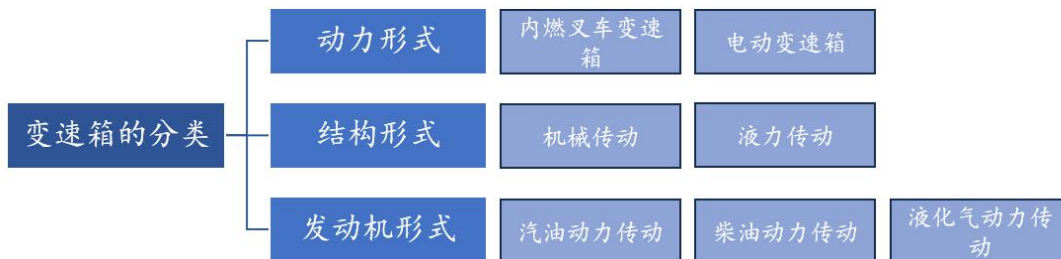 动力形式
内燃叉车变速
箱
电动变速箱
变速箱的分类
结构形式
机械传动
液力传动
发动机形式
汽油动力传动
柴油动力传动
液化气动力传
动